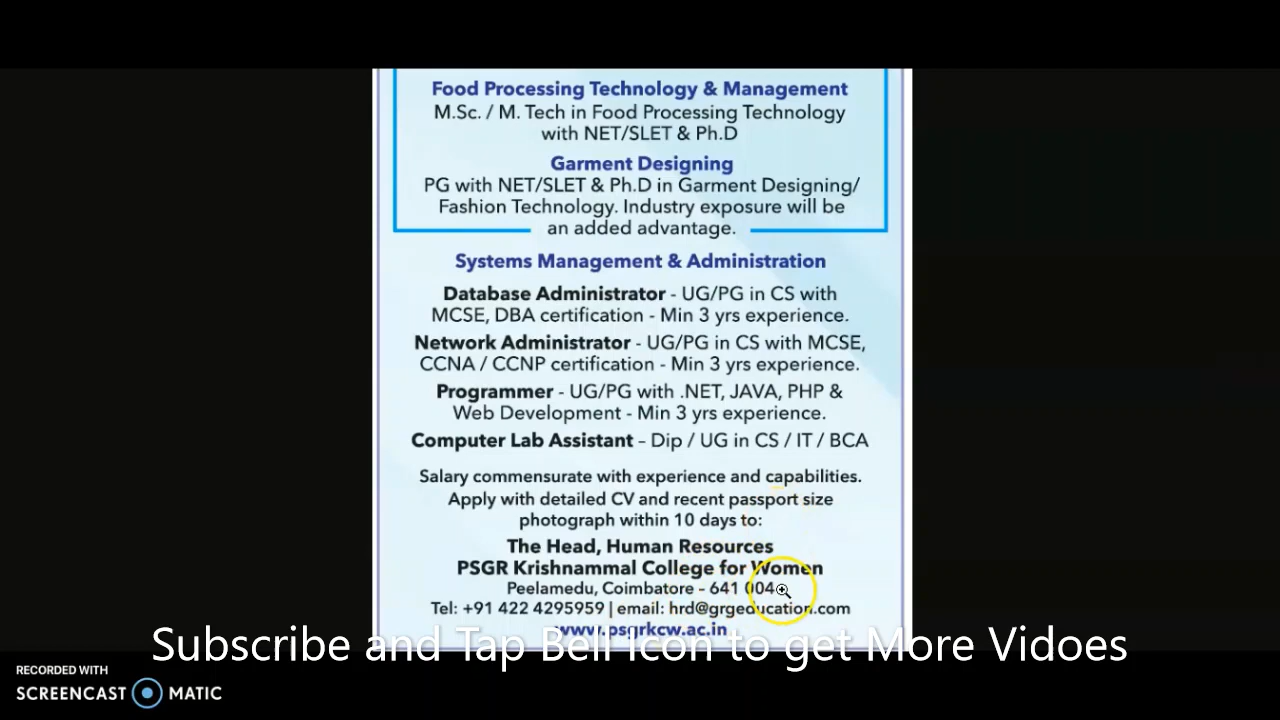 Food Processing Technology & Management
M.Sc. / M. Tech in Food Processing Technology
with NET/SLET & Ph.D
Garment Designing
PG with NET/SLET & Ph.D in Garment Designing/
Fashion Technology. Industry exposure will be
an added advantage.
Systems Management & Administration
Database Administrator - UG/PG in CS with
MCSE, DBA certification - Min 3 yrs experience.
Network Administrator - UG/PG in CS with MCSE,
CCNA / CCNP certification - Min 3 yrs experience.
Programmer - UG/PG with .NET, JAVA, PHP &
Web Development - Min 3 yrs experience.
Computer Lab Assistant – Dip / UG in CS / IT / BCA
Salary commensurate with experience and capabilities.
Apply with detailed CV and recent passport size
photograph within 10 days to:
The Head, Human Resources
PSGR Krishnammal College for Women
Peelamedu, Coimbatore - 641 004
Tel: +91 422 4295959 | email: hrd@grgeducation.com
www.psgrkcw.ac.in
Subscribe and Tap Bell Icon to get More Vidoes
RECORDED WITH
SCREENCAST MATIC